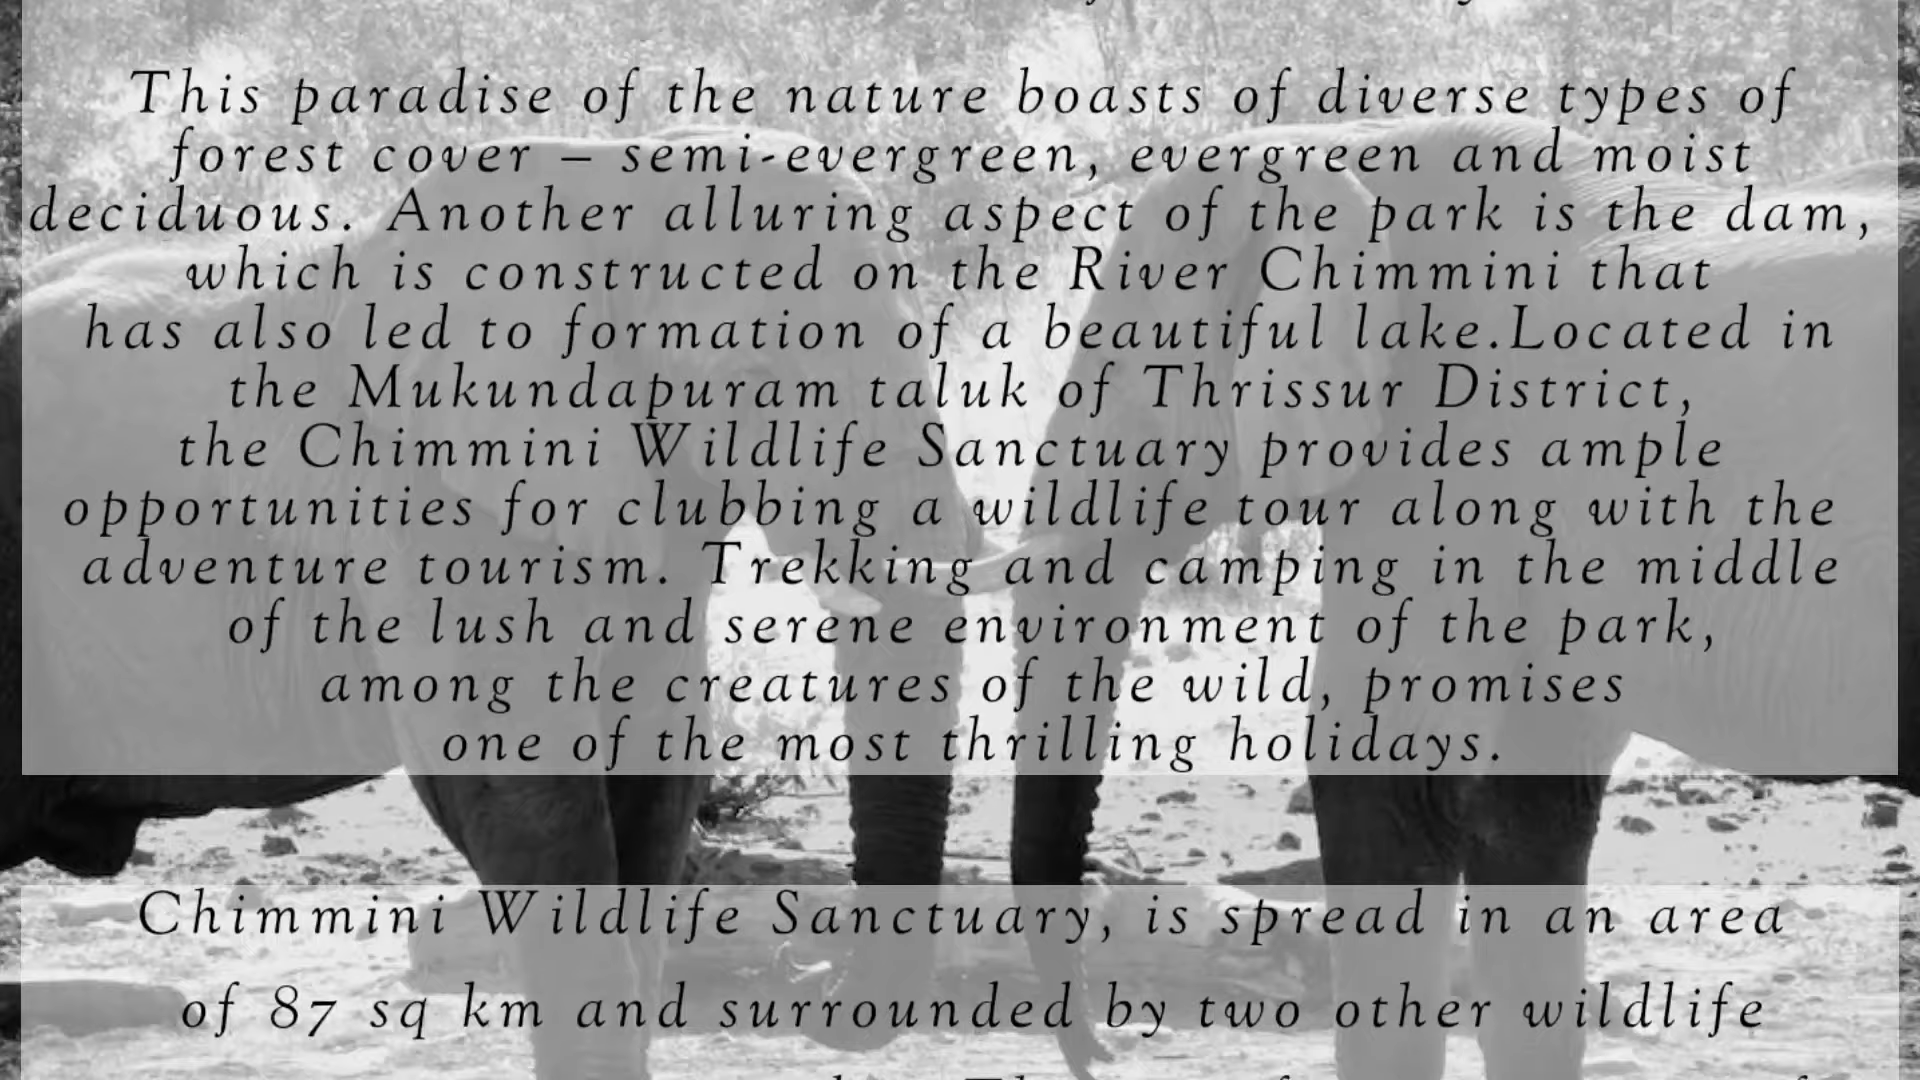 This paradise of the nature boasts of diverse types of
forest cover – semi-evergreen, evergreen and moist
deciduous. Another alluring aspect of the park is the dam,
which is constructed on the River Chimmini that
has also led to formation of a beautiful lake.Located in
the Mukundapuram taluk of Thrissur District,
the Chimmini Wildlife Sanctuary provides ample
opportunities for clubbing a wildlife tour along with the
adventure tourism. Trekking and camping in the middle
of the lush and serene environment of the park,
among the creatures of the wild, promises
one of the most thrilling holidays.
Chimmini Wildlife Sanctuary, is spread in an area
of 87 sq km and surrounded by two other wildlife